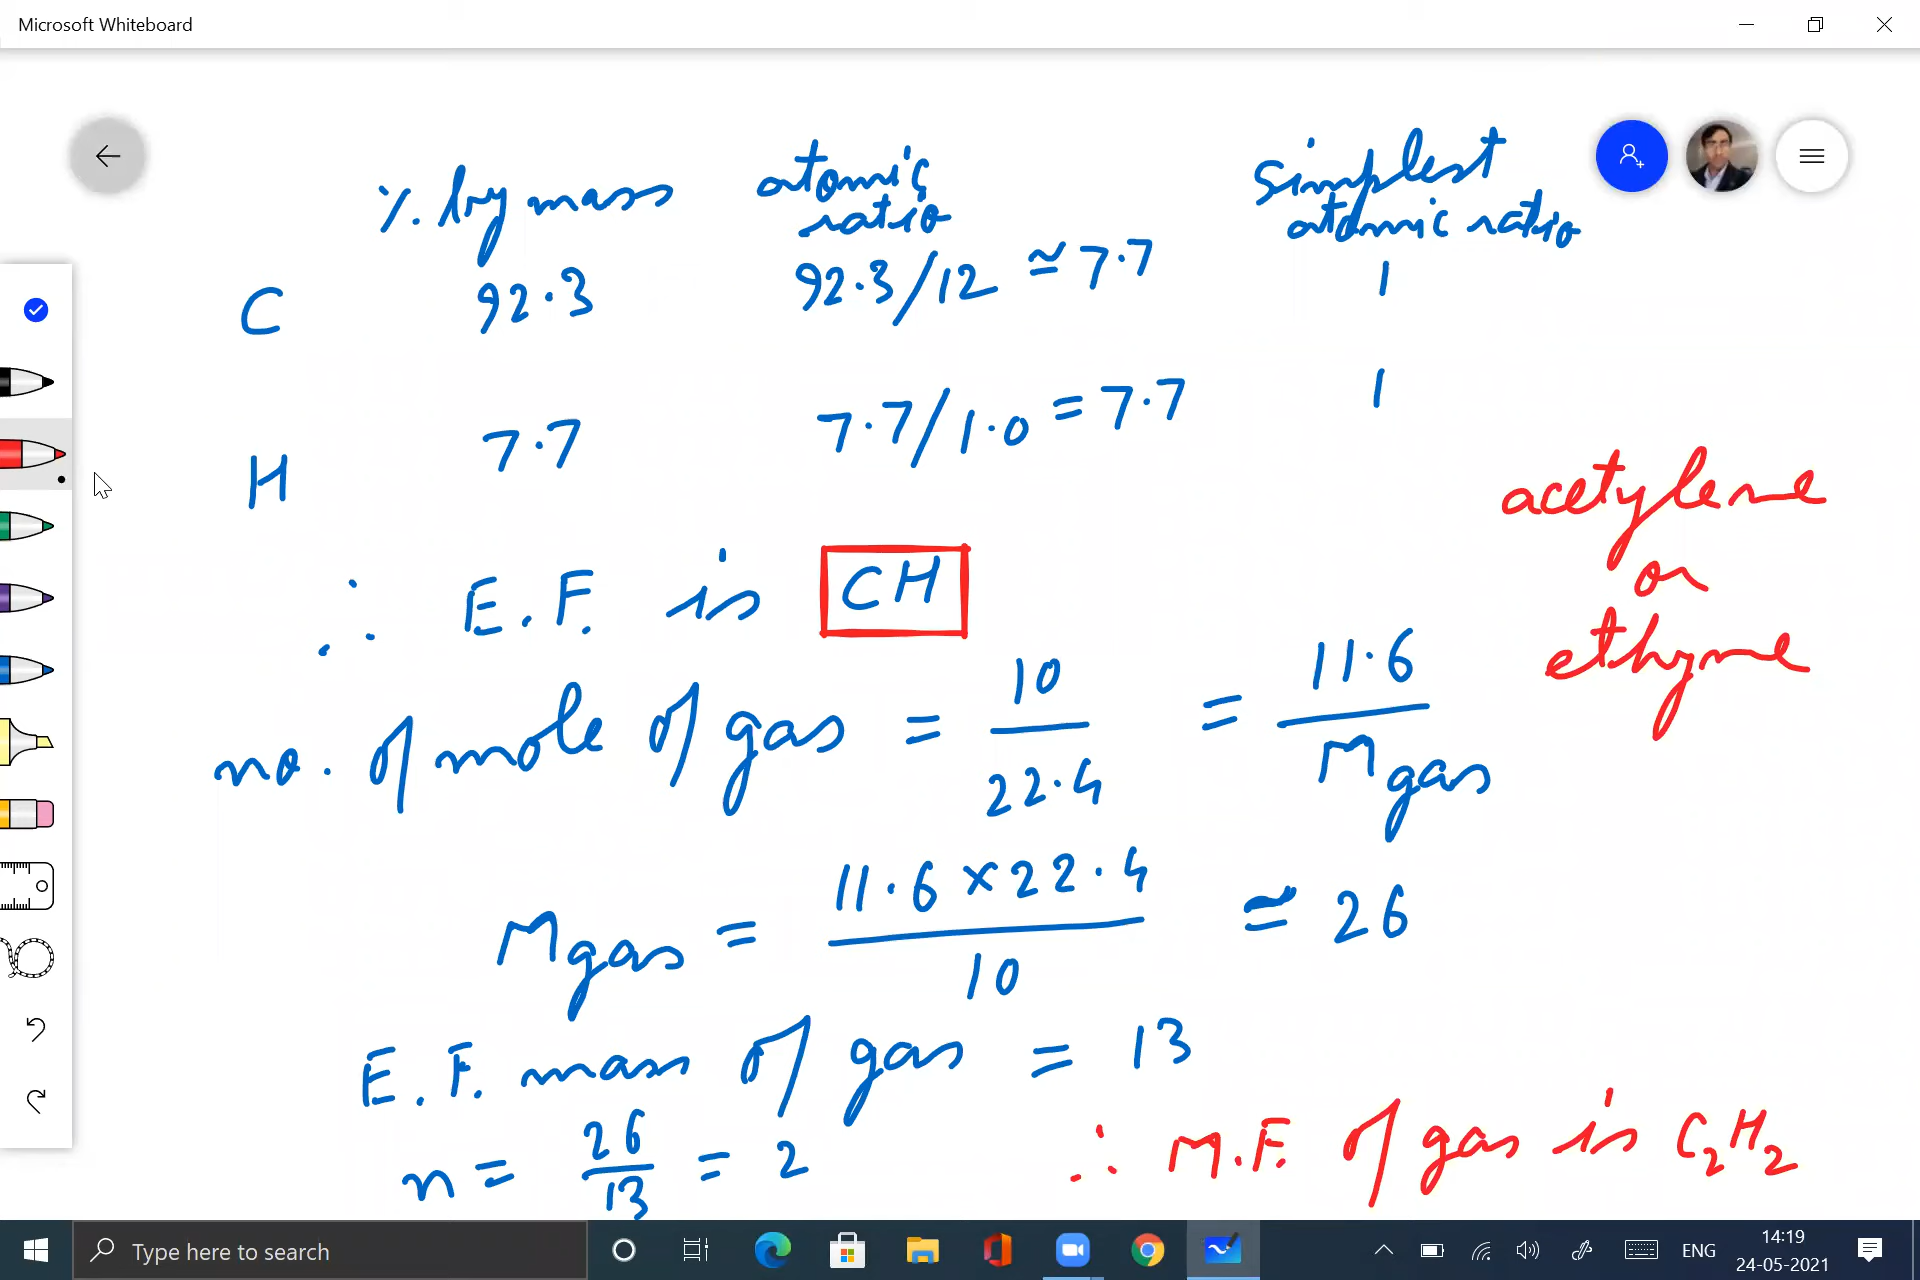 Microsoft Whiteboard
% by mass atomic ratio simplest atomic ratio
C 92.3 92.3/12 ≃ 7.7 1
H 7.7 7.7/1.0 = 7.7 1
acetylene
or
ethyne
∴ E.F. is CH
no. of mole of gas = 10/22.4 = 11.6/M gas
M gas = 11.6 × 22.4/10 ≃ 26
E.F. mass of gas = 13
n = 26/13 = 2
∴ M.F. of gas is C₂H₂
Type here to search
ENG
14:19
24-05-2021